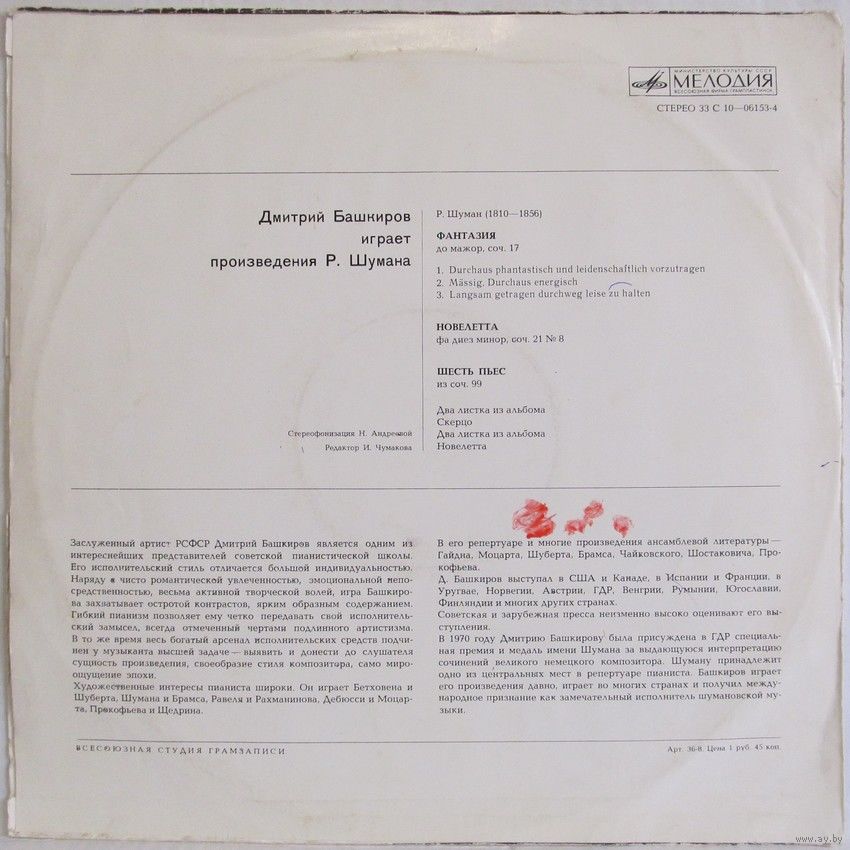 МИНИСТЕРСТВО КУЛЬТУРЫ СССР
МЕЛОДИЯ
ВСЕСОЮЗНАЯ ФИРМА ГРАМПЛАСТИНОК
СТЕРЕО 33 С 10—06153-4
Дмитрий Башкиров
играет
произведения Р. Шумана
Р. Шуман (1810—1856)
ФАНТАЗИЯ
до мажор, соч. 17
1. Durchaus phantastisch und leidenschaftlich vorzutragen
2. Mässig. Durchaus energisch
3. Langsam getragen durchweg leise zu halten
НОВЕЛЕТТА
фа диез минор, соч. 21 № 8
ШЕСТЬ ПЬЕС
из соч. 99
Два листка из альбома
Скерцо
Два листка из альбома
Новелетта
Стереофонизация Н. Андреевой
Редактор И. Чумакова
Заслуженный артист РСФСР Дмитрий Башкиров является одним из
интереснейших представителей советской пианистической школы.
Его исполнительский стиль отличается большой индивидуальностью.
Наряду с чисто романтической увлеченностью, эмоциональной непо-
средственностью, весьма активной творческой волей, игра Башкиро-
ва захватывает остротой контрастов, ярким образным содержанием.
Гибкий пианизм позволяет ему четко передавать свой исполнитель-
ский замысел, всегда отмеченный чертами подлинного артистизма.
В то же время весь богатый арсенал исполнительских средств подчи-
нен у музыканта высшей задаче — выявить и донести до слушателя
сущность произведения, своеобразие стиля композитора, само миро-
ощущение эпохи.
Художественные интересы пианиста широки. Он играет Бетховена и
Шуберта, Шумана и Брамса, Равеля и Рахманинова, Дебюсси и Моцар-
та, Прокофьева и Щедрина.
В его репертуаре и многие произведения ансамблевой литературы —
Гайдна, Моцарта, Шуберта, Брамса, Чайковского, Шостаковича, Про-
кофьева.
Д. Башкиров выступал в США и Канаде, в Испании и Франции, в
Уругвае, Норвегии, Австрии, ГДР, Венгрии, Румынии, Югославии,
Финляндии и многих других странах.
Советская и зарубежная пресса неизменно высоко оценивают его вы-
ступления.
В 1970 году Дмитрию Башкирову была присуждена в ГДР специаль-
ная премия и медаль имени Шумана за выдающуюся интерпретацию
сочинений великого немецкого композитора. Шуману принадлежит
одно из центральных мест в репертуаре пианиста. Башкиров играет
его произведения давно, играет во многих странах и получил между-
народное признание как замечательный исполнитель шумановской му-
зыки.
ВСЕСОЮЗНАЯ СТУДИЯ ГРАМЗАПИСИ
Арт. 36-8. Цена 1 руб. 45 коп.
www.ay.by